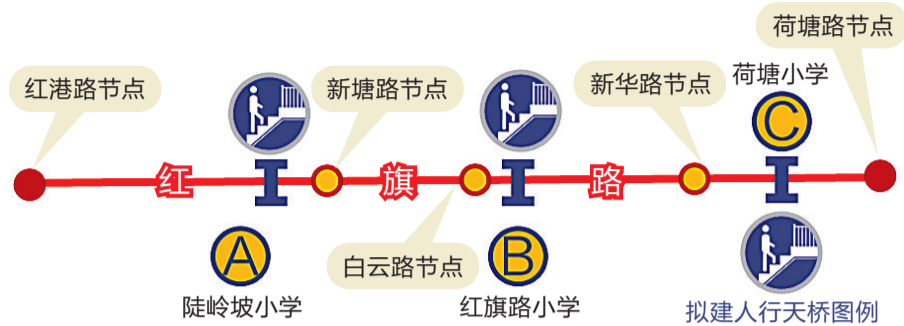 荷塘路节点
红港路节点
新塘路节点
新华路节点
荷塘小学
C
红 旗 路
A
B
白云路节点
陡岭坡小学
红旗路小学
拟建人行天桥图例